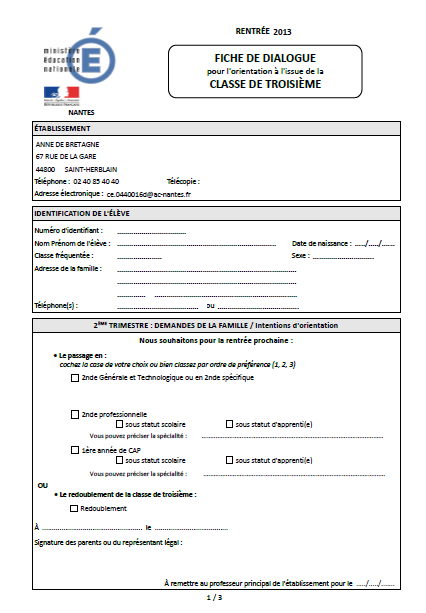 RENTRÉE 2013
ministère
éducation
nationale
RÉPUBLIQUE FRANÇAISE
NANTES
FICHE DE DIALOGUE
pour l'orientation à l'issue de la
CLASSE DE TROISIÈME
ÉTABLISSEMENT
ANNE DE BRETAGNE
67 RUE DE LA GARE
44800 SAINT-HERBLAIN
Téléphone : 02 40 85 40 40 Télécopie :
Adresse électronique : ce.0440016d@ac-nantes.fr
IDENTIFICATION DE L'ÉLÈVE
Numéro d'identifiant : ................................
Nom Prénom de l'élève : ................................ Date de naissance : ...../...../.......
Classe fréquentée : ...................... Sexe : .............................
Adresse de la famille : ................................
................................
............. ................................
Téléphone(s) : ................................ ou ................................
2ÈME TRIMESTRE : DEMANDES DE LA FAMILLE / Intentions d'orientation
Nous souhaitons pour la rentrée prochaine :
• Le passage en :
cochez la case de votre choix ou bien classez par ordre de préférence (1, 2, 3)
2nde Générale et Technologique ou en 2nde spécifique
2nde professionnelle
sous statut scolaire sous statut d'apprenti(e)
Vous pouvez préciser la spécialité : ................................
1ère année de CAP
sous statut scolaire sous statut d'apprenti(e)
Vous pouvez préciser la spécialité : ................................
OU
• Le redoublement de la classe de troisième :
Redoublement
À ................................ le ................................
Signature des parents ou du représentant légal :
À remettre au professeur principal de l'établissement pour le ...../...../.......
1 / 3